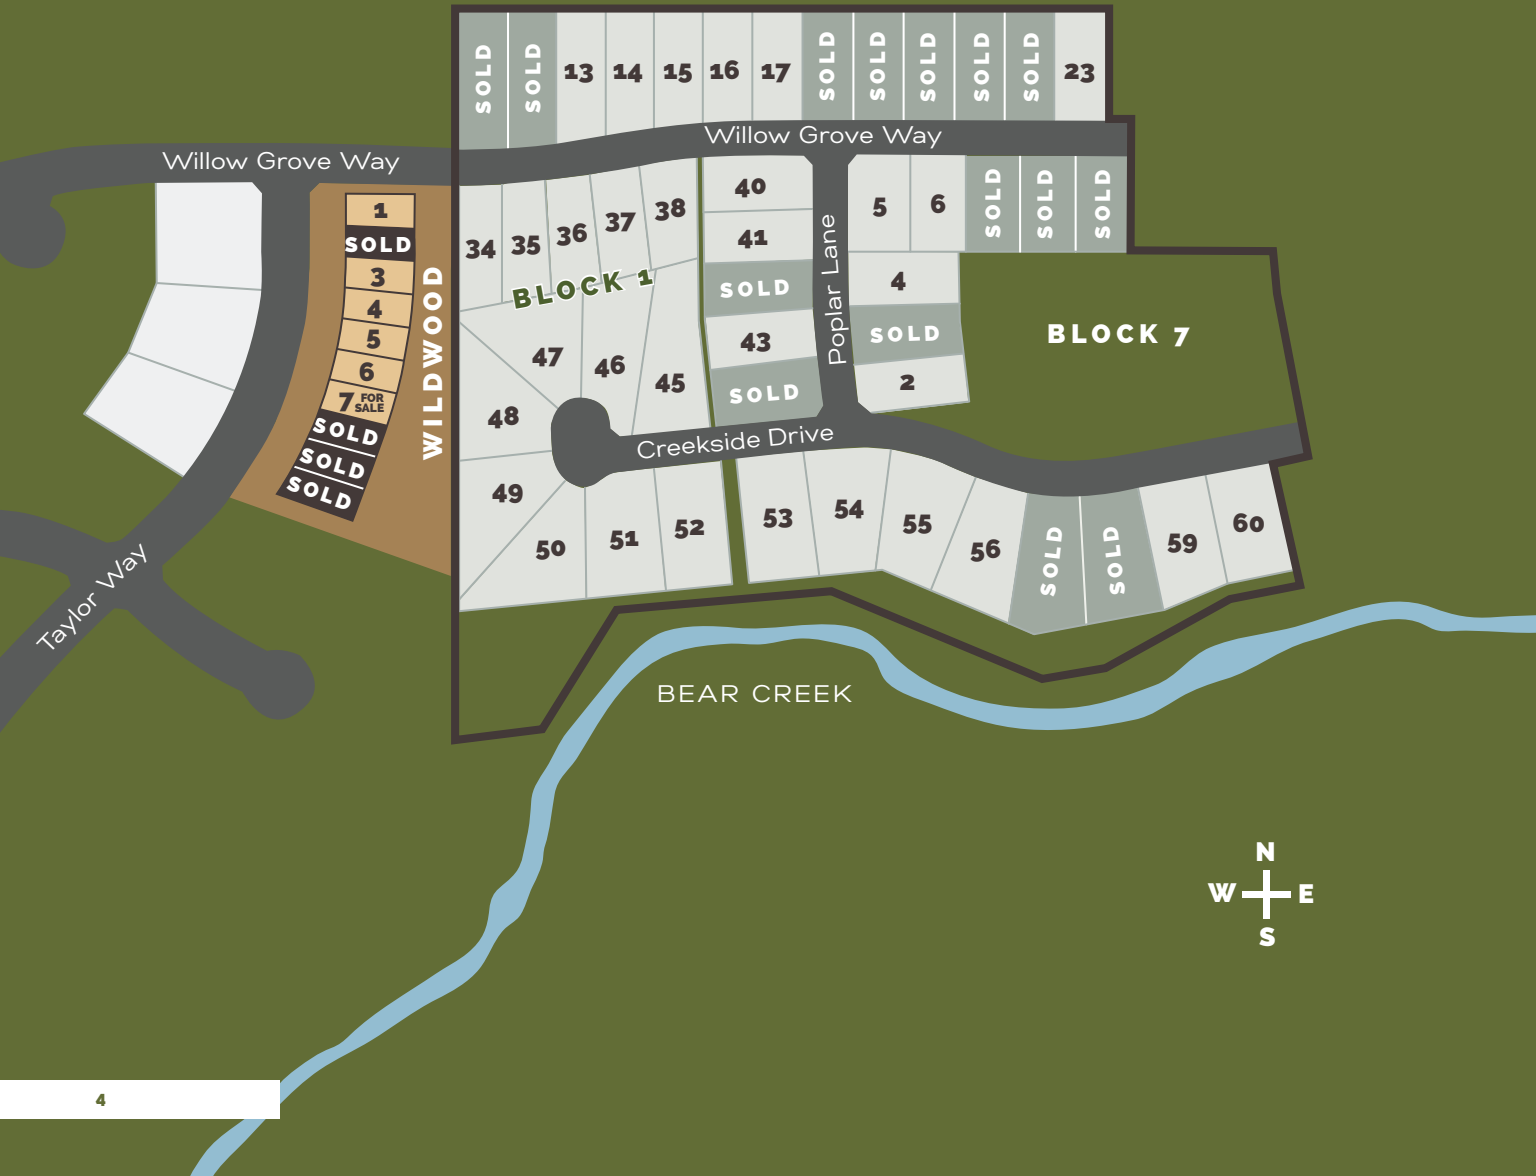 SOLD
SOLD
13
14
15
16
17
SOLD
SOLD
SOLD
SOLD
SOLD
23
Willow Grove Way
Willow Grove Way
1
SOLD
3
4
5
6
7 FOR SALE
SOLD
SOLD
SOLD
WILDWOOD
34
35
36
37
38
BLOCK 1
40
41
SOLD
43
SOLD
Poplar Lane
5
6
SOLD
SOLD
SOLD
4
SOLD
2
BLOCK 7
47
46
45
48
Creekside Drive
49
50
51
52
53
54
55
56
SOLD
SOLD
59
60
Taylor Way
BEAR CREEK
N
W
E
S
4